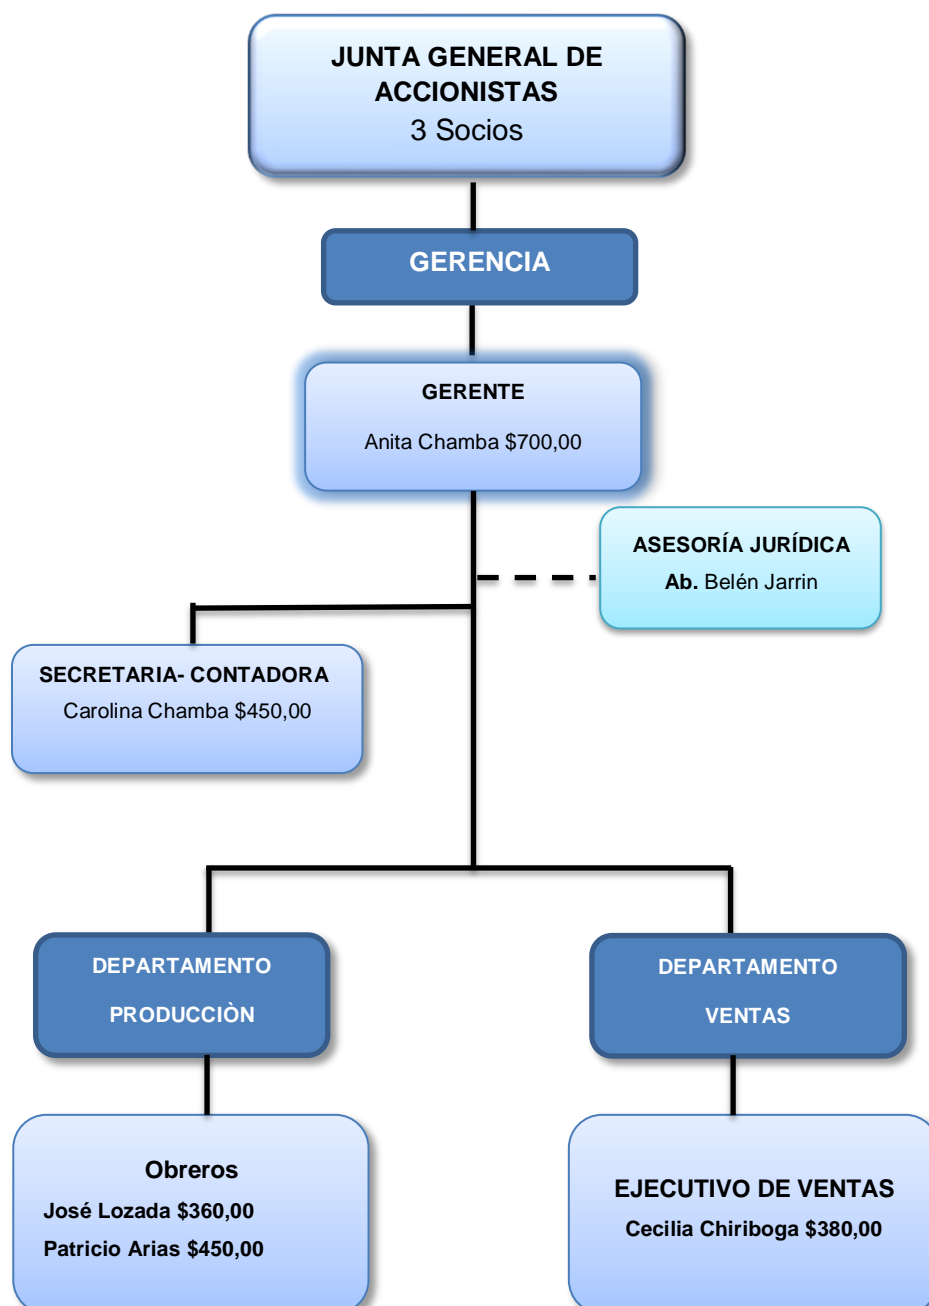 JUNTA GENERAL DE
ACCIONISTAS
3 Socios
GERENCIA
GERENTE
Anita Chamba $700,00
ASESORÍA JURÍDICA
Ab. Belén Jarrin
SECRETARIA- CONTADORA
Carolina Chamba $450,00
DEPARTAMENTO
PRODUCCIÒN
DEPARTAMENTO
VENTAS
Obreros
José Lozada $360,00
Patricio Arias $450,00
EJECUTIVO DE VENTAS
Cecilia Chiriboga $380,00